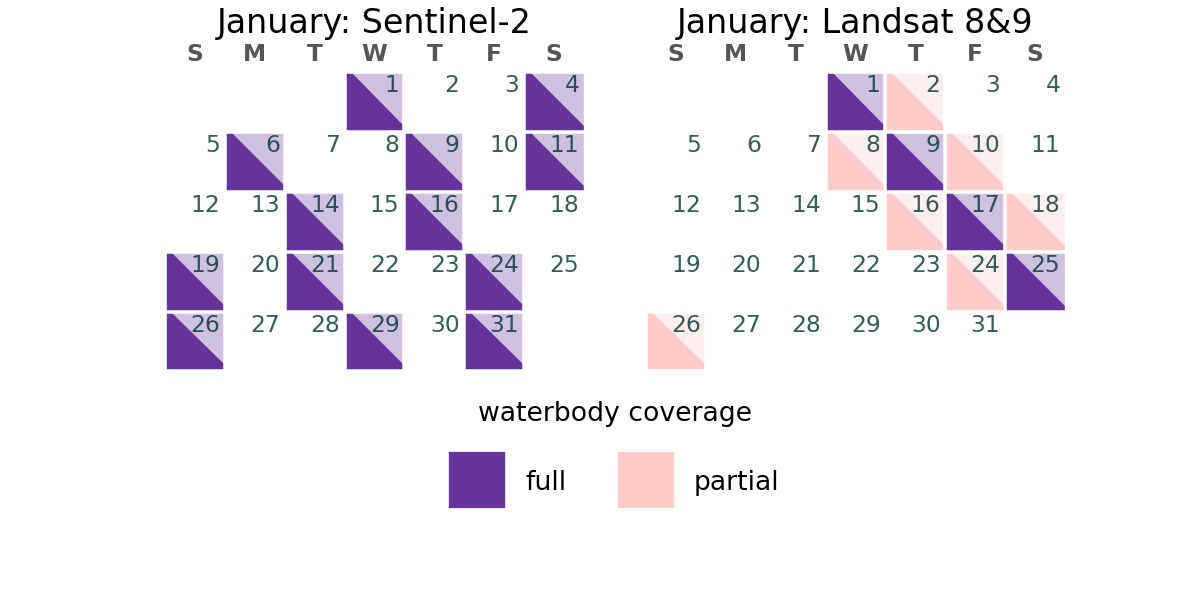 January: Sentinel-2
S M T W T F S
1 2 3 4
5 6 7 8 9 10 11
12 13 14 15 16 17 18
19 20 21 22 23 24 25
26 27 28 29 30 31
January: Landsat 8&9
S M T W T F S
1 2 3 4
5 6 7 8 9 10 11
12 13 14 15 16 17 18
19 20 21 22 23 24 25
26 27 28 29 30 31
waterbody coverage
full partial